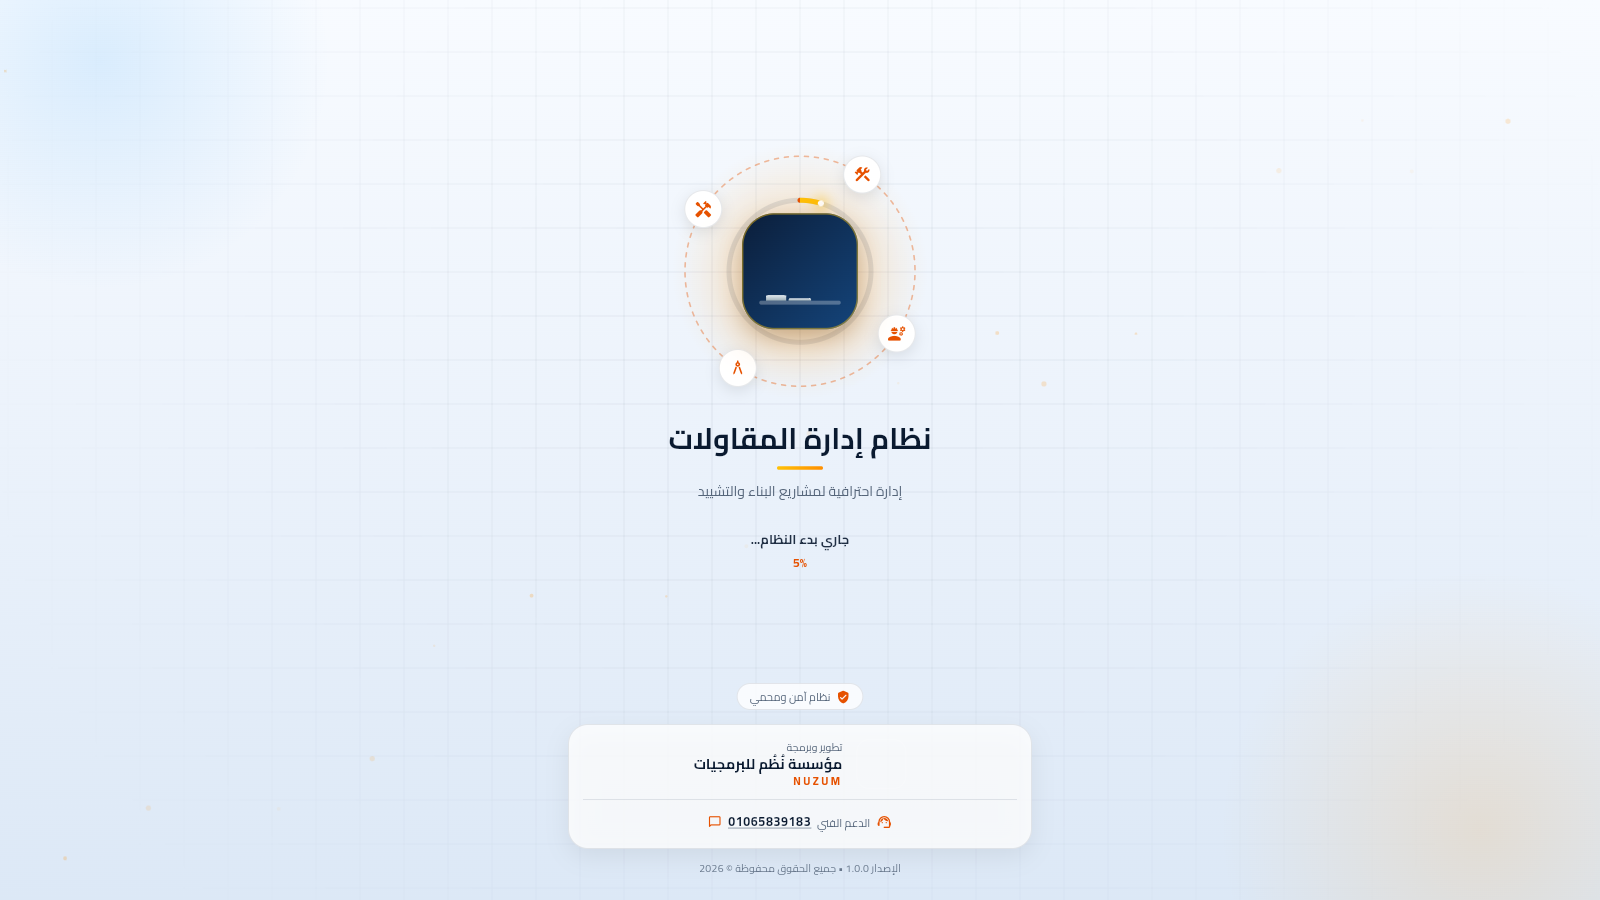 نظام إدارة المقاولات
إدارة احترافية لمشاريع البناء والتشييد
جاري بدء النظام...
5%
نظام آمن ومحمي
تطوير وبرمجة
مؤسسة نُظُم للبرمجيات
NUZUM
الدعم الفني 01065839183
الإصدار 1.0.0 • جميع الحقوق محفوظة © 2026